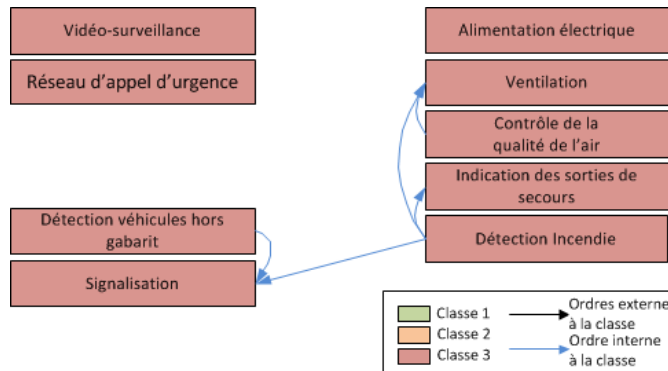 Vidéo-surveillance
Réseau d'appel d'urgence
Détection véhicules hors
gabarit
Signalisation
Alimentation électrique
Ventilation
Contrôle de la
qualité de l'air
Indication des sorties de
secours
Détection Incendie
Classe 1
Classe 2
Classe 3
Ordres externe
à la classe
Ordre interne
à la classe